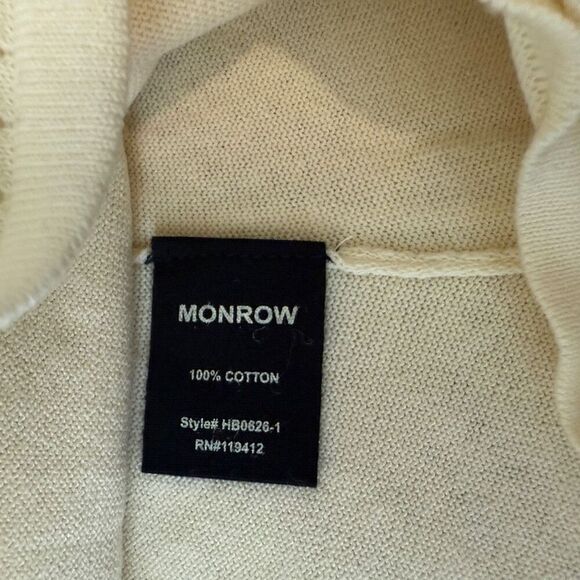 MONROW
100% COTTON
Style# HB0626-1
RN#119412